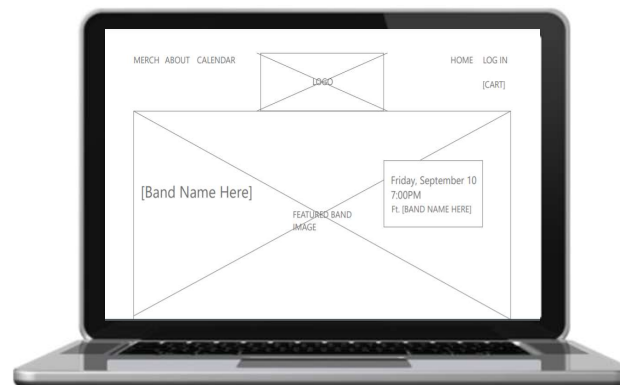 MERCH ABOUT CALENDAR
LOGO
HOME LOG IN
[CART]
[Band Name Here]
FEATURED BAND
IMAGE
Friday, September 10
7:00PM
Ft. [BAND NAME HERE]